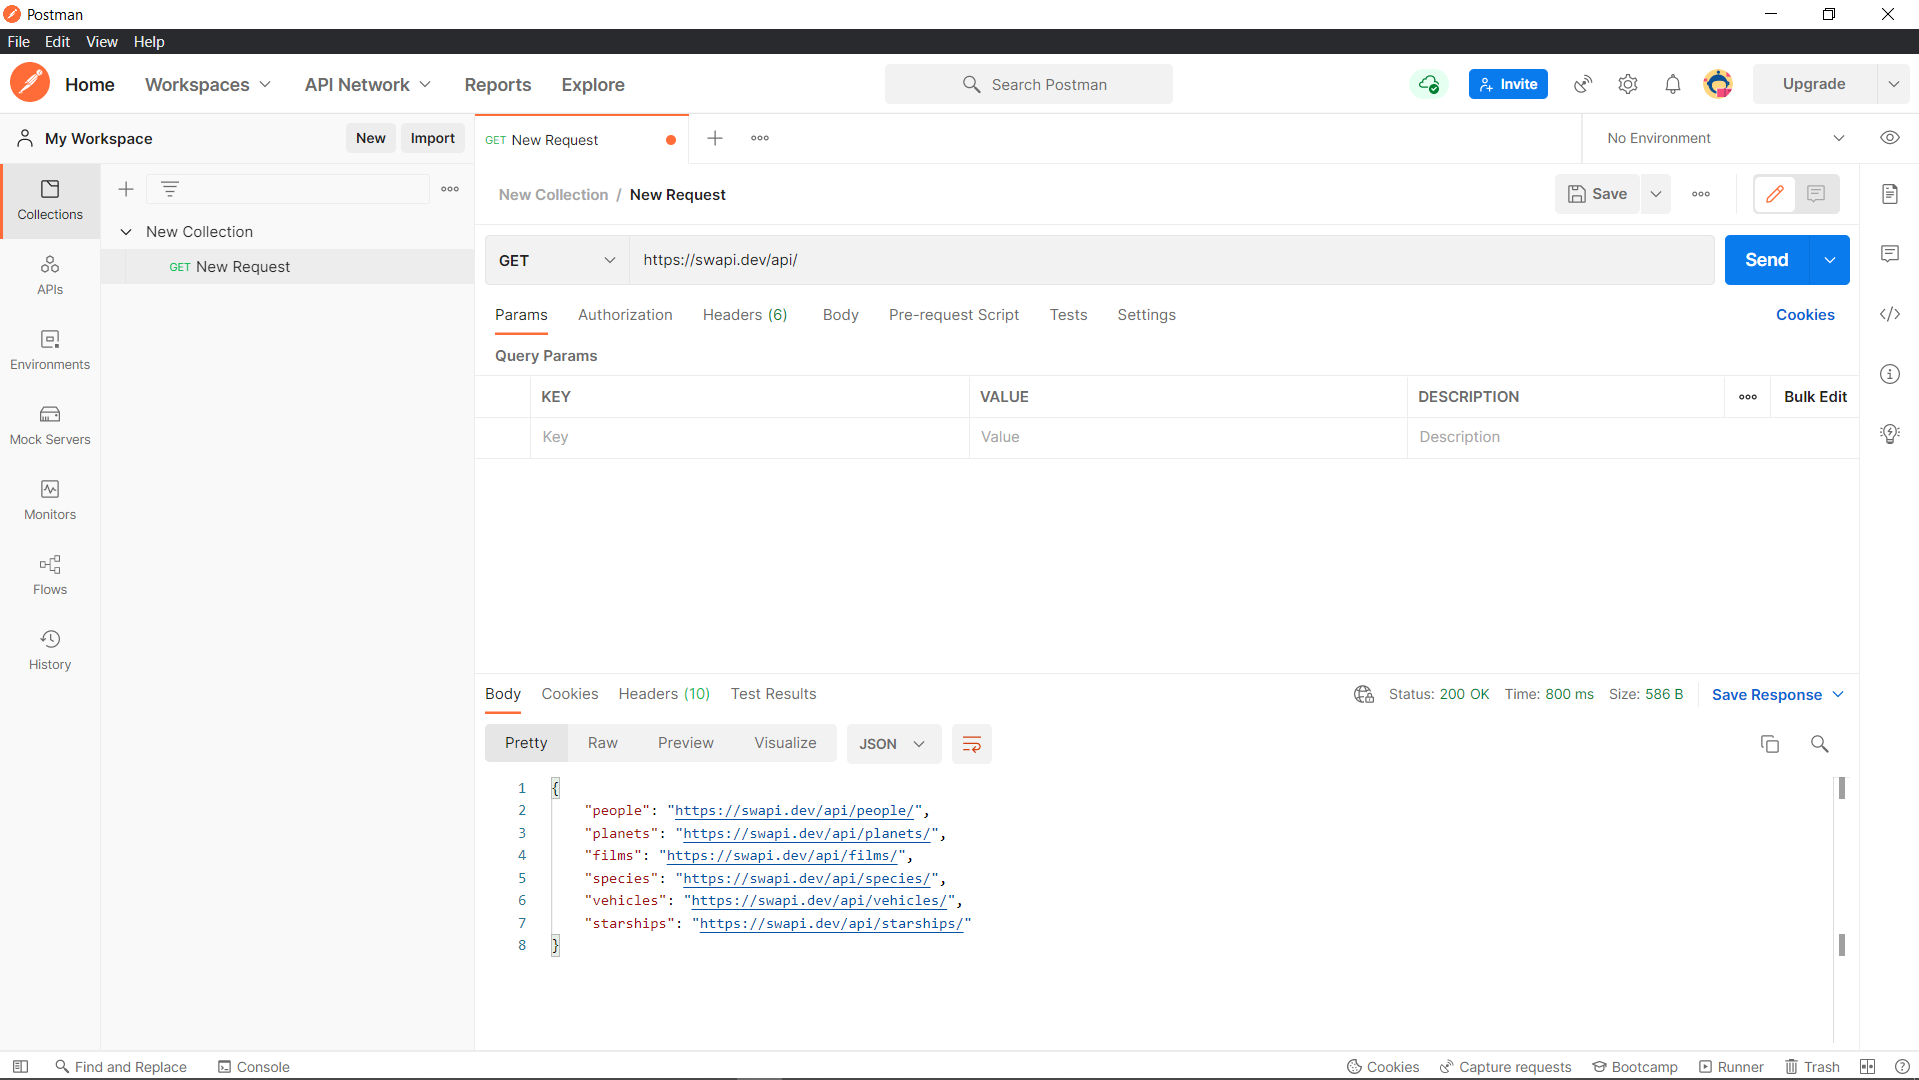 Postman
File Edit View Help
Home Workspaces API Network Reports Explore Search Postman Invite Upgrade
My Workspace New Import GET New Request No Environment
Collections
APIs
Environments
Mock Servers
Monitors
Flows
History
New Collection
GET New Request
New Collection / New Request Save
GET https://swapi.dev/api/ Send
Params Authorization Headers (6) Body Pre-request Script Tests Settings Cookies
Query Params
KEY VALUE DESCRIPTION Bulk Edit
Key Value Description
Body Cookies Headers (10) Test Results Status: 200 OK Time: 800 ms Size: 586 B Save Response
Pretty Raw Preview Visualize JSON
1 {
2 "people": "https://swapi.dev/api/people/",
3 "planets": "https://swapi.dev/api/planets/",
4 "films": "https://swapi.dev/api/films/",
5 "species": "https://swapi.dev/api/species/",
6 "vehicles": "https://swapi.dev/api/vehicles/",
7 "starships": "https://swapi.dev/api/starships/"
8 }
Find and Replace Console Cookies Capture requests Bootcamp Runner Trash